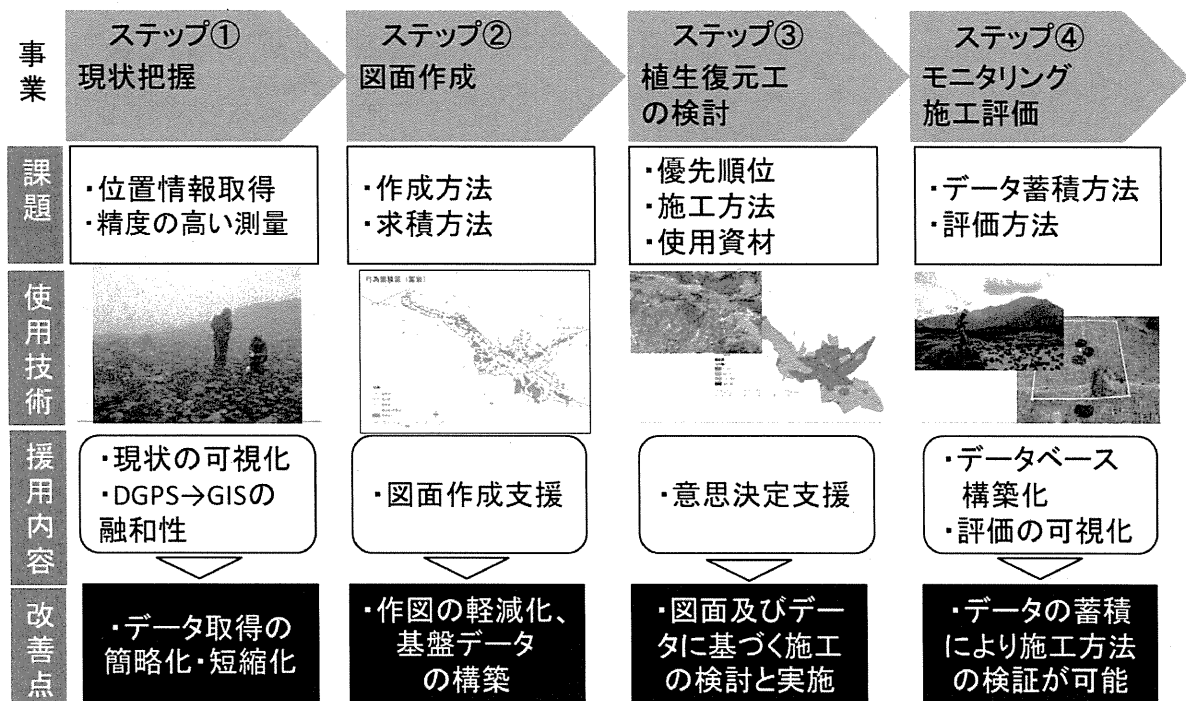 事業
ステップ①
現状把握
ステップ②
図面作成
ステップ③
植生復元工
の検討
ステップ④
モニタリング
施工評価
課題
・位置情報取得
・精度の高い測量
・作成方法
・求積方法
・優先順位
・施工方法
・使用資材
・データ蓄積方法
・評価方法
使用技術
援用内容
・現状の可視化
・DGPS→GISの
融和性
・図面作成支援
・意思決定支援
・データベース
構築化
・評価の可視化
改善点
・データ取得の
簡略化・短縮化
・作図の軽減化、
基盤データ
の構築
・図面及びデー
タに基づく施工
の検討と実施
・データの蓄積
により施工方法
の検証が可能